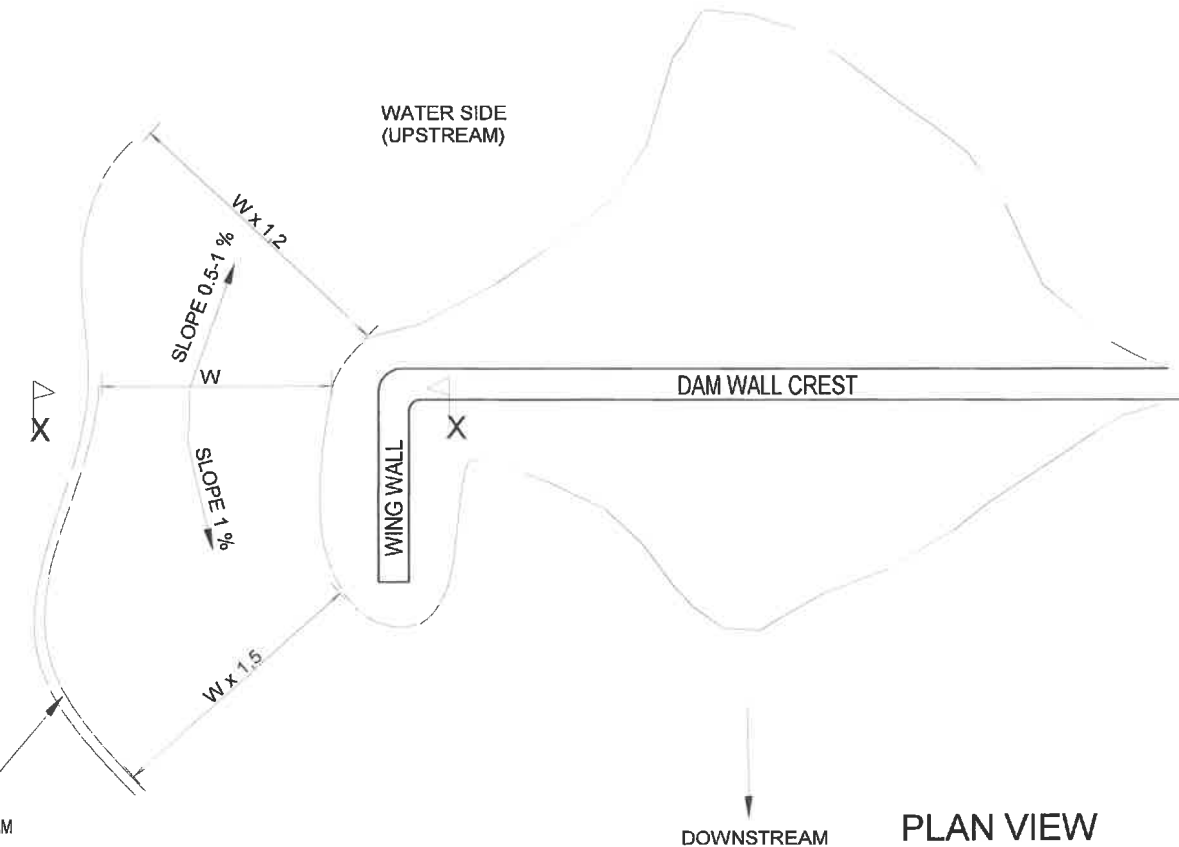 WATER SIDE
(UPSTREAM)
W x 1,2
SLOPE 0.5-1 %
W
DAM WALL CREST
X
X
WING WALL
SLOPE 1 %
W x 1,5
DOWNSTREAM
PLAN VIEW